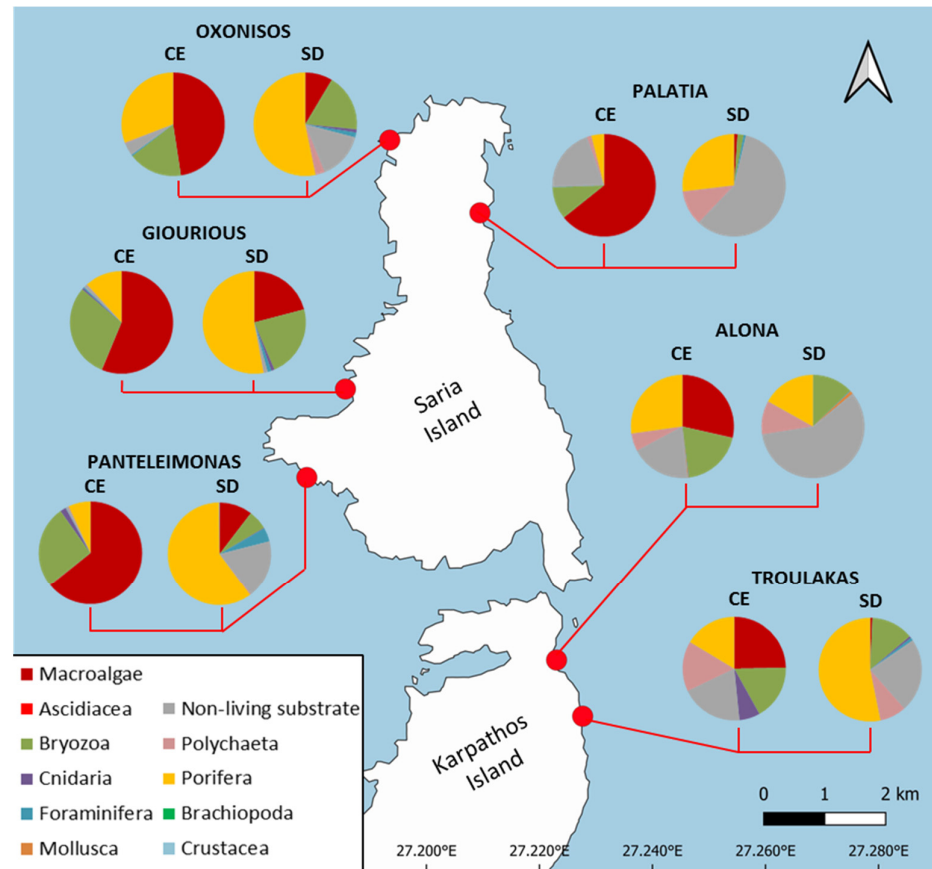 OXONISOS
CE SD
PALATIA
CE SD
GIOURIOUS
CE SD
ALONA
CE SD
Saria
Island
PANTELEIMONAS
CE SD
TROULAKAS
CE SD
Karpathos
Island
Macroalgae
Ascidiacea
Bryozoa
Cnidaria
Foraminifera
Mollusca
Non-living substrate
Polychaeta
Porifera
Brachiopoda
Crustacea
0 1 2 km
27.200°E 27.220°E 27.240°E 27.260°E 27.280°E